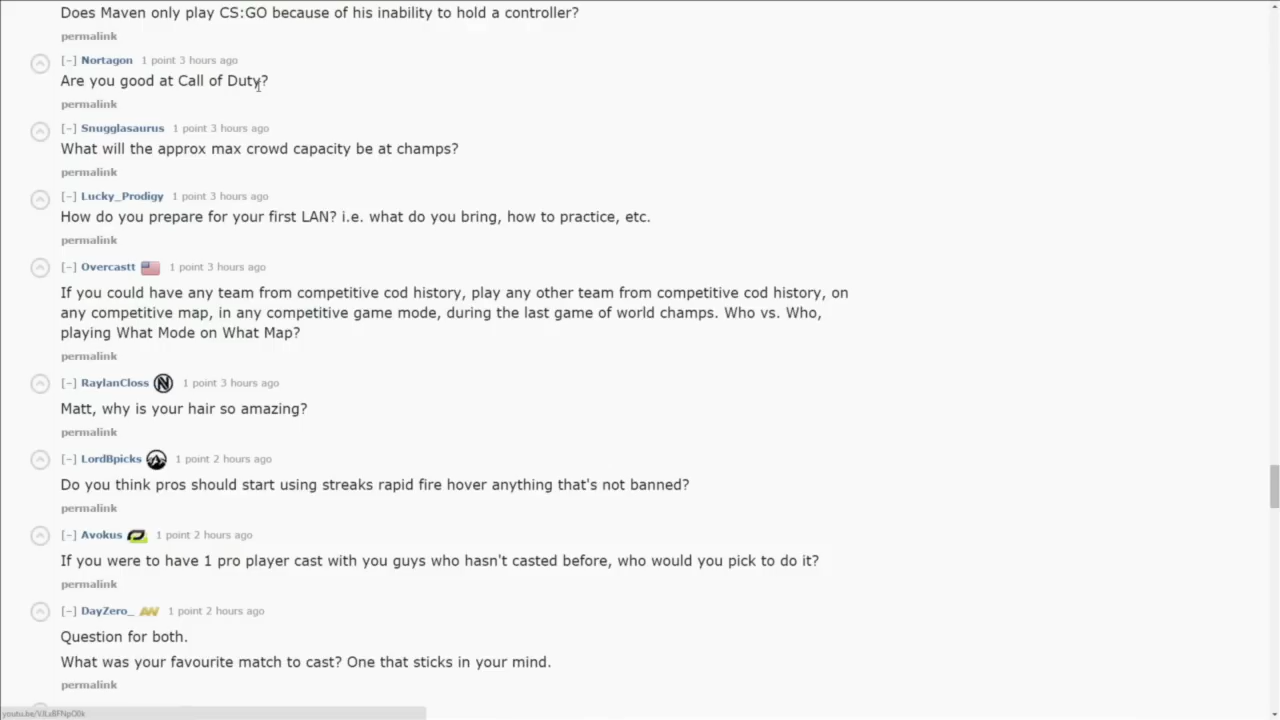 Does Maven only play CS:GO because of his inability to hold a controller?
permalink
[-] Nortagon 1 point 3 hours ago
Are you good at Call of Duty?
permalink
[-] Snugglasaurus 1 point 3 hours ago
What will the approx max crowd capacity be at champs?
permalink
[-] Lucky_Prodigy 1 point 3 hours ago
How do you prepare for your first LAN? i.e. what do you bring, how to practice, etc.
permalink
[-] Overcastt 1 point 3 hours ago
If you could have any team from competitive cod history, play any other team from competitive cod history, on
any competitive map, in any competitive game mode, during the last game of world champs. Who vs. Who,
playing What Mode on What Map?
permalink
[-] RaylanCloss 1 point 3 hours ago
Matt, why is your hair so amazing?
permalink
[-] LordBpicks 1 point 2 hours ago
Do you think pros should start using streaks rapid fire hover anything that's not banned?
permalink
[-] Avokus 1 point 2 hours ago
If you were to have 1 pro player cast with you guys who hasn't casted before, who would you pick to do it?
permalink
[-] DayZero_ AW 1 point 2 hours ago
Question for both.
What was your favourite match to cast? One that sticks in your mind.
permalink